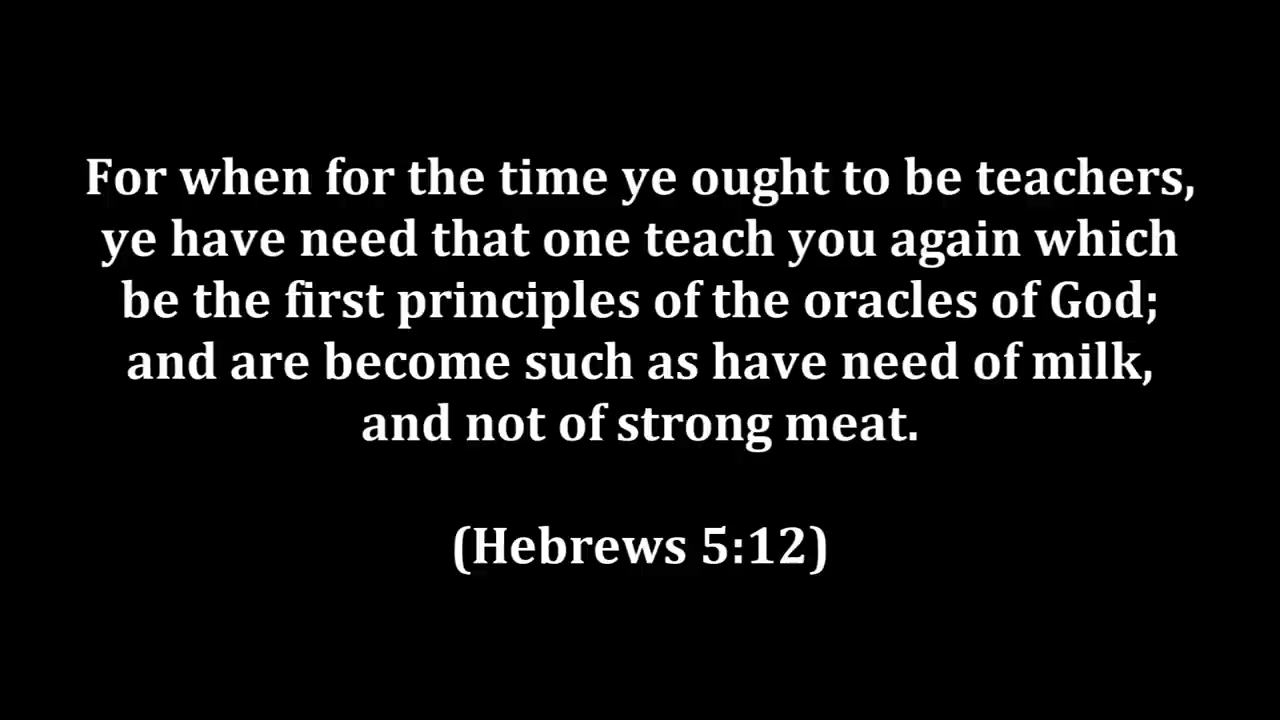 For when for the time ye ought to be teachers,
ye have need that one teach you again which
be the first principles of the oracles of God;
and are become such as have need of milk,
and not of strong meat.
(Hebrews 5:12)